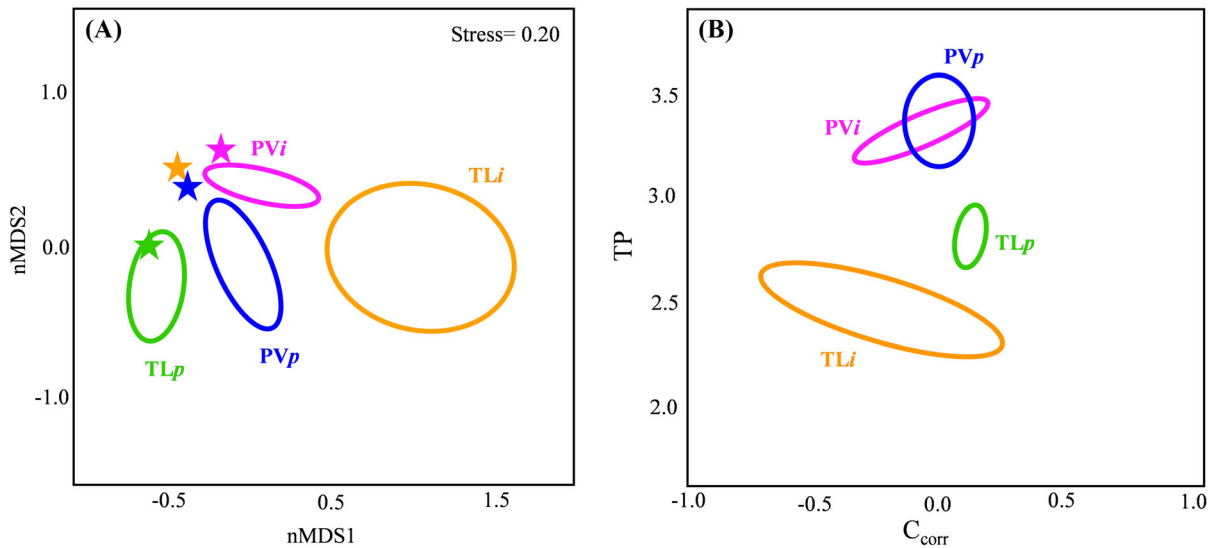 (A)
Stress= 0.20
1.0
0.0
-1.0
nMDS2
PVi
TLi
TLp
PVp
-0.5
0.5
1.5
nMDS1
(B)
3.5
3.0
2.5
2.0
TP
PVp
PVi
TLp
TLi
-1.0
-0.5
0.0
0.5
1.0
Ccorr